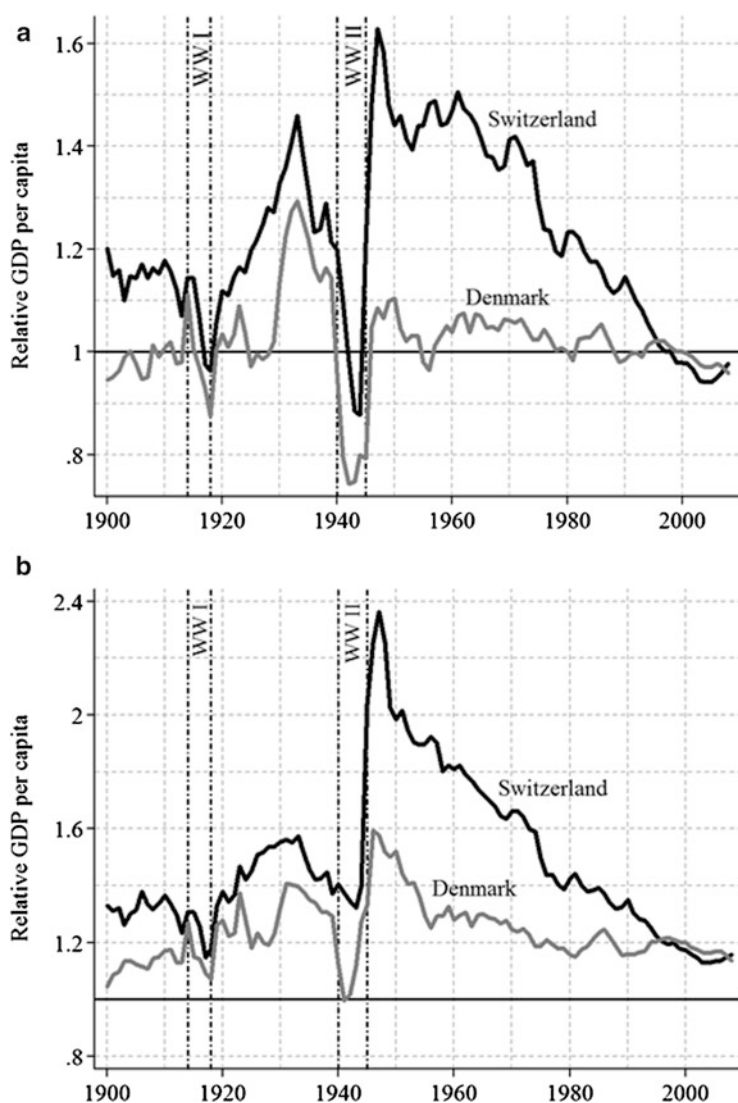 a
Relative GDP per capita
1.6
1.4
1.2
1
.8
WW I
WW II
Switzerland
Denmark
1900 1920 1940 1960 1980 2000
b
Relative GDP per capita
2.4
2
1.6
1.2
.8
WW I
WW II
Switzerland
Denmark
1900 1920 1940 1960 1980 2000